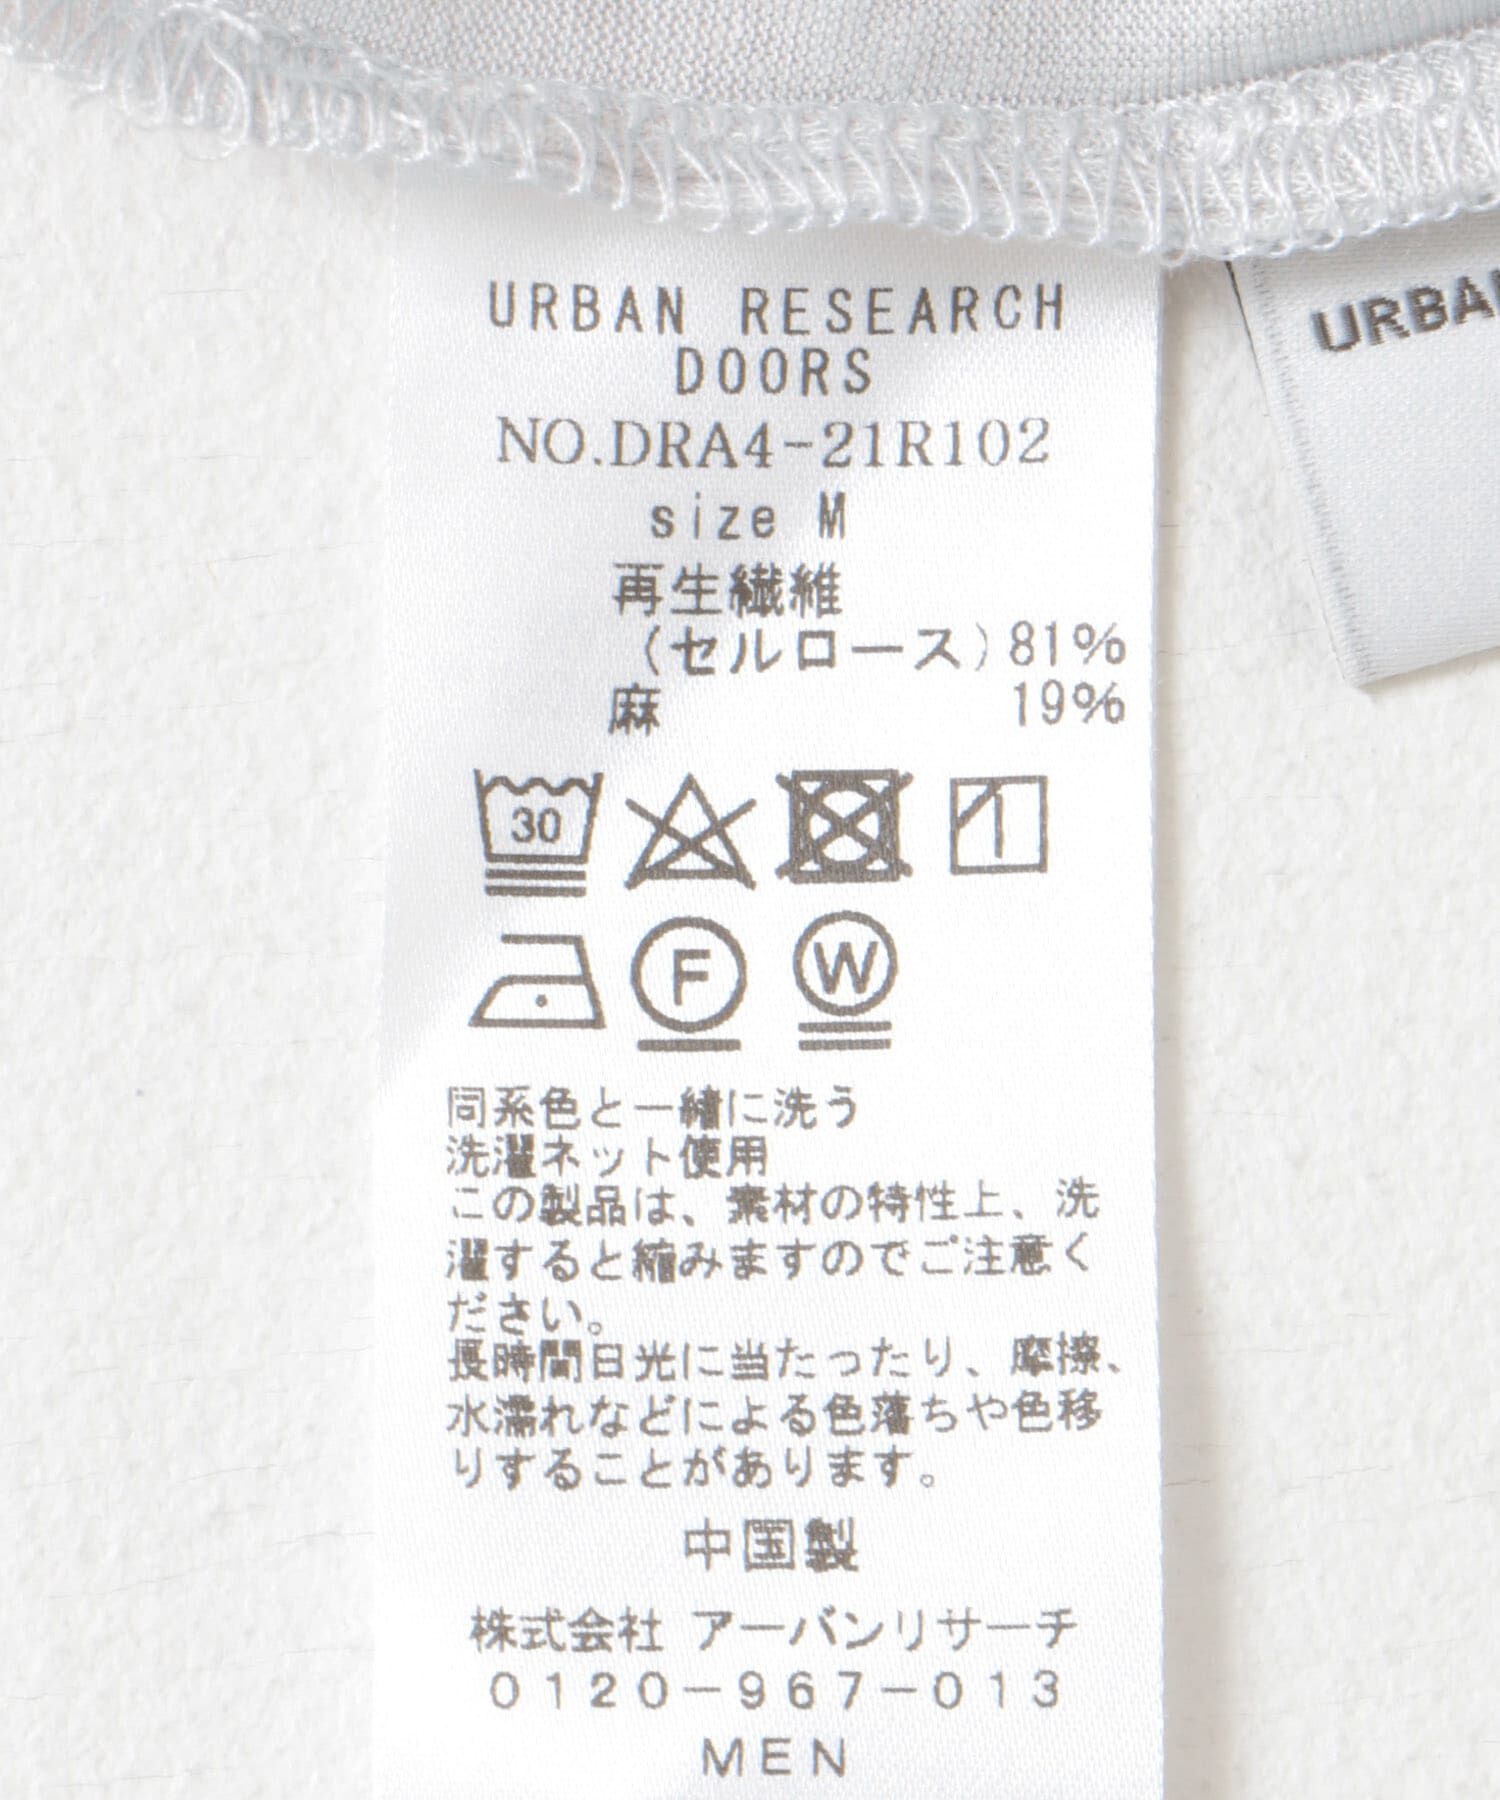 URBAN RESEARCH
DOORS
NO.DRA4-21R102
size M
再生繊維
(セルロース) 81%
麻 19%
30
F
W
同系色と一緒に洗う
洗濯ネット使用
この製品は、素材の特性上、洗
濯すると縮みますのでご注意く
ださい。
長時間日光に当たったり、摩擦、
水濡れなどによる色落ちや色移
りすることがあります。
中国製
株式会社 アーバンリサーチ
0120-967-013
MEN
URBAN